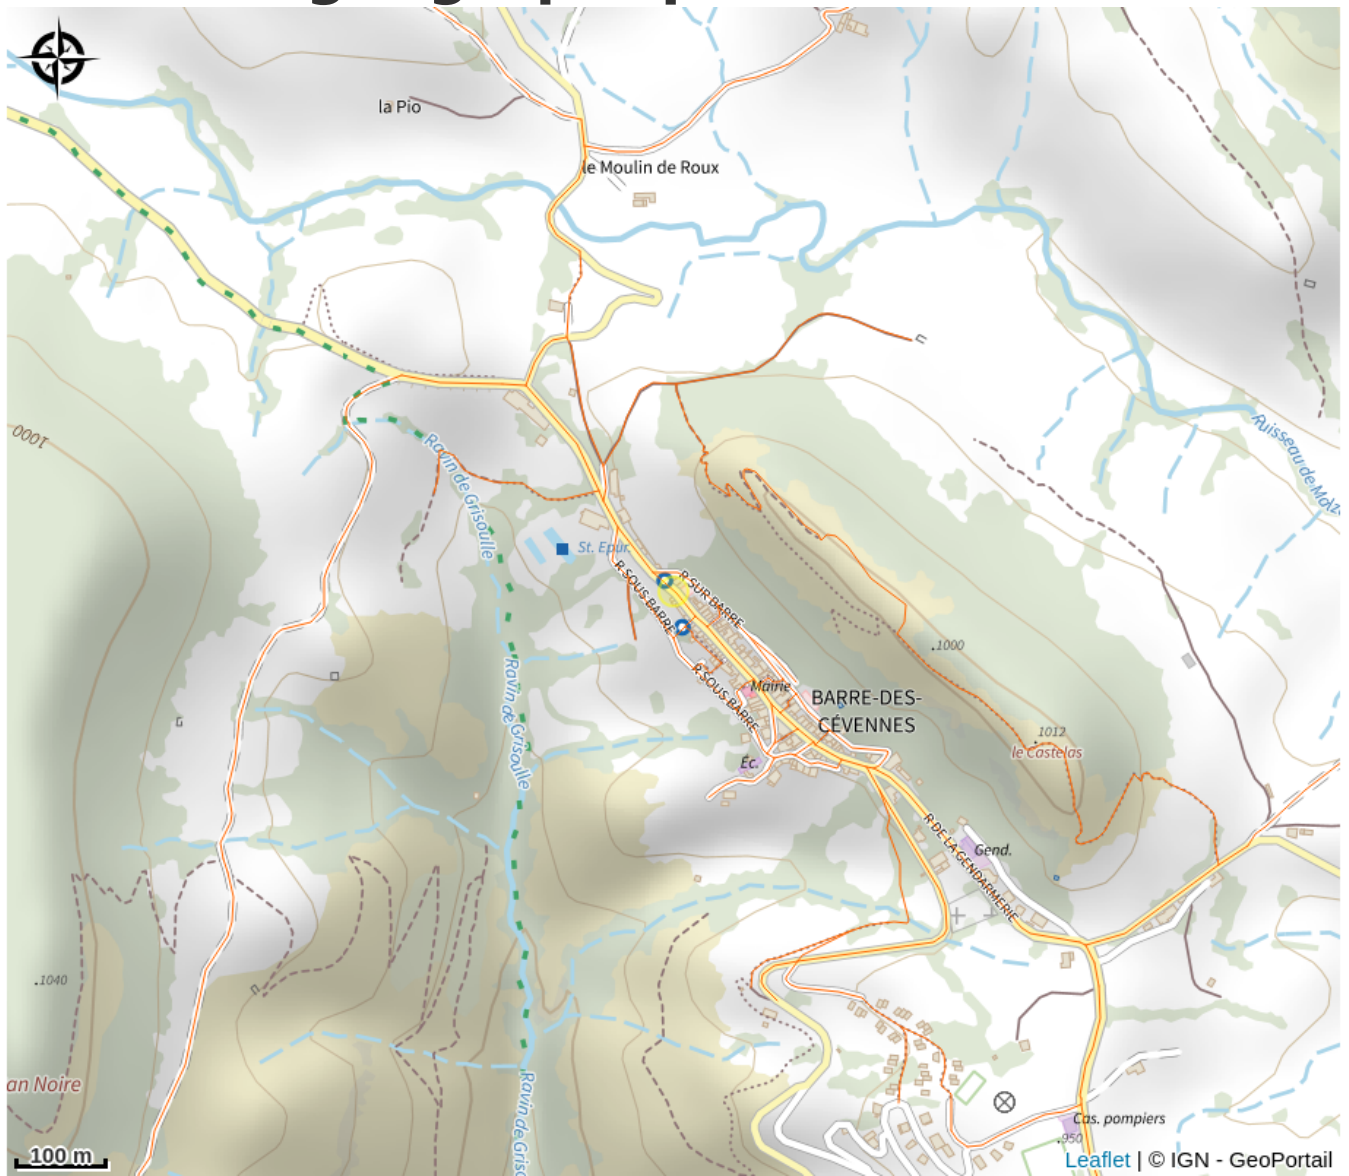 la Pio
le Moulin de Roux
1000
Ravin de Grisoulle
Ruisseau de Malz
St. Epur.
R SOUS BARRE
R SUR BARRE
.1000
Ravin de Grisoulle
R SOUS BARRE
Mairie
BARRE-DES-
CÉVENNES
.1012
le Castelas
Éc.
R DE LA GENDARMERIE
Gend.
.1040
an Noire
Ravin de Grisc
Cas. pompiers
.950
100 m
Leaflet | © IGN - GeoPortail